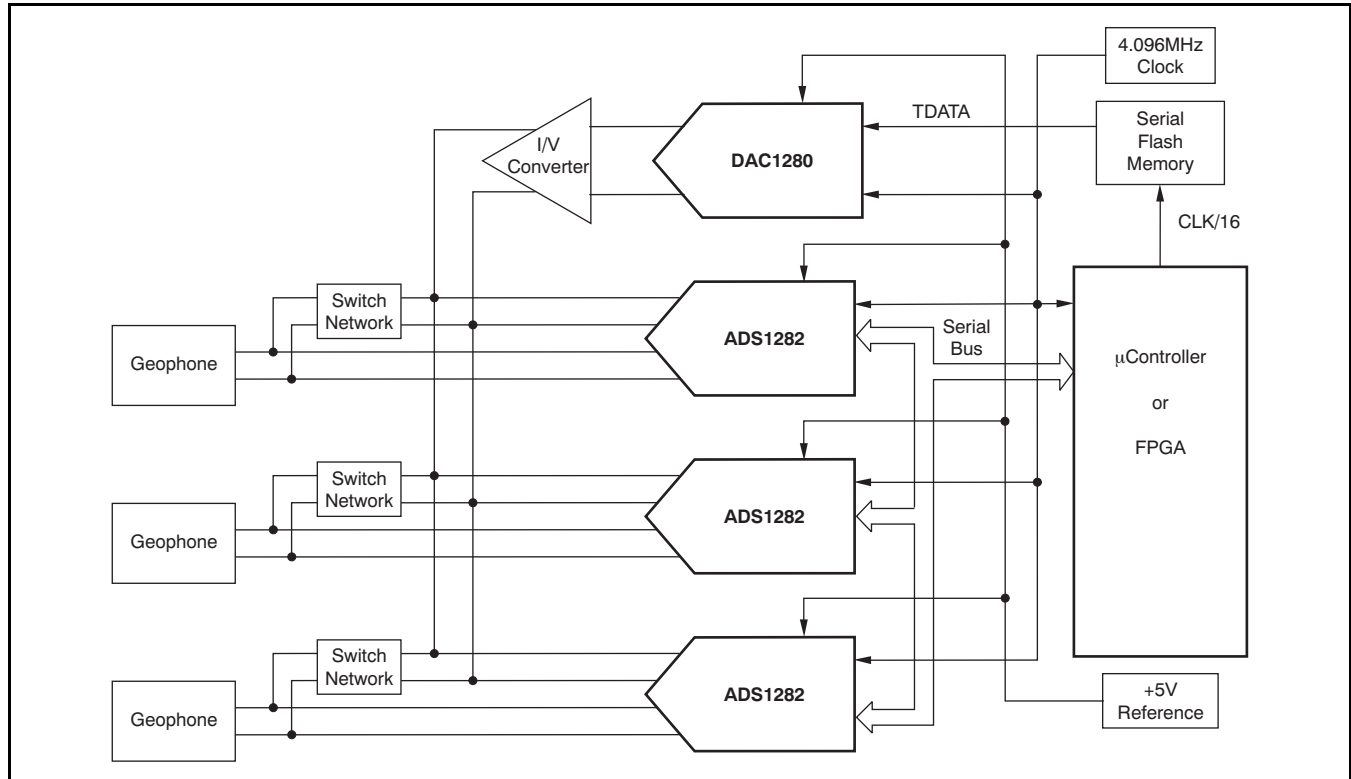 4.096MHz
Clock
TDATA
Serial
Flash
Memory
I/V
Converter
DAC1280
CLK/16
Switch
Network
ADS1282
Serial
Bus
Geophone
μController
or
FPGA
Switch
Network
ADS1282
Geophone
Switch
Network
ADS1282
Geophone
+5V
Reference